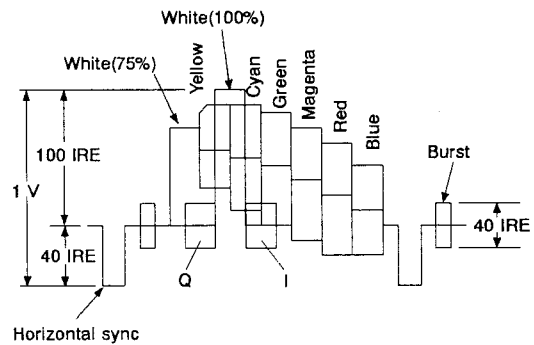 White(100%)
White(75%)
Yellow
Cyan
Green
Magenta
Red
Blue
Burst
100 IRE
1 V
40 IRE
40 IRE
Q
I
Horizontal sync